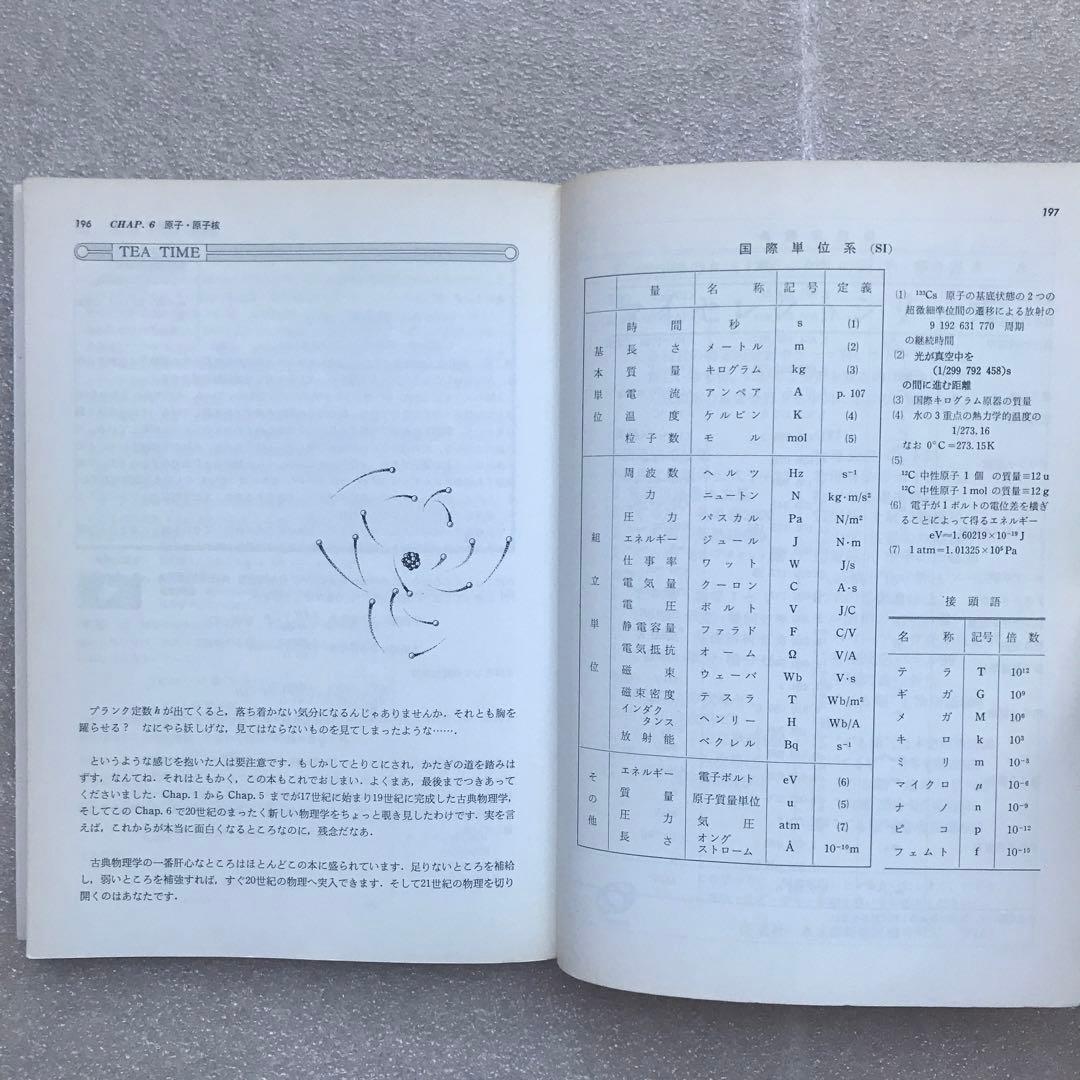 196 CHAP. 6 原子・原子核
TEA TIME
プランク定数hが出てくると，落ち着かない気分になるんじゃありませんか．それとも胸を
躍らせる？ なにやら妖しげな，見てはならないものを見てしまったような……．
というような感じを抱いた人は要注意です．もしかしてとりこにされ，かたぎの道を踏みは
ずす，なんてね．それはともかく，この本もこれでおしまい．よくまあ，最後までつきあって
くださいました．Chap. 1 から Chap. 5 までが17世紀に始まり19世紀に完成した古典物理学，
そしてこの Chap. 6 で20世紀のまったく新しい物理学をちょっと覗き見したわけです．実を言
えば，これからが本当に面白くなるところなのに，残念だなあ．
古典物理学の一番肝心なところはほとんどこの本に盛られています．足りないところを補給
し，弱いところを補強すれば，すぐ20世紀の物理へ突入できます．そして21世紀の物理を切り
開くのはあなたです．
197
国際単位系 (SI)
量 名称 記号 定義
基本単位
時間 秒 s (1)
長さ メートル m (2)
質量 キログラム kg (3)
電流 アンペア A p. 107
温度 ケルビン K (4)
粒子数 モル mol (5)
組立単位
周波数 ヘルツ Hz s⁻¹
力 ニュートン N kg·m/s²
圧力 パスカル Pa N/m²
エネルギー ジュール J N·m
仕事率 ワット W J/s
電気量 クーロン C A·s
電圧 ボルト V J/C
静電容量 ファラド F C/V
電気抵抗 オーム Ω V/A
磁束 ウェーバ Wb V·s
磁束密度 テスラ T Wb/m²
インダク
タンス ヘンリー H Wb/A
放射能 ベクレル Bq s⁻¹
その他
エネルギー 電子ボルト eV (6)
質量 原子質量単位 u (5)
圧力 気圧 atm (7)
長さ オング
ストローム Å 10⁻¹⁰m
(1) ¹³³Cs 原子の基底状態の2つの
超微細準位間の遷移による放射の
9 192 631 770 周期
の継続時間
(2) 光が真空中を
(1/299 792 458)s
の間に進む距離
(3) 国際キログラム原器の質量
(4) 水の3重点の熱力学的温度の
1/273.16
なお 0°C＝273.15K
(5)
¹²C 中性原子 1 個 の質量≡12 u
¹²C 中性原子 1 mol の質量≡12 g
(6) 電子が1ボルトの電位差を横ぎ
ることによって得るエネルギー
eV≃1.60219×10⁻¹⁹J
(7) 1 atm＝1.01325×10⁵Pa
接頭語
名称 記号 倍数
テラ T 10¹²
ギガ G 10⁹
メガ M 10⁶
キロ k 10³
ミリ m 10⁻³
マイクロ μ 10⁻⁶
ナノ n 10⁻⁹
ピコ p 10⁻¹²
フェムト f 10⁻¹⁵